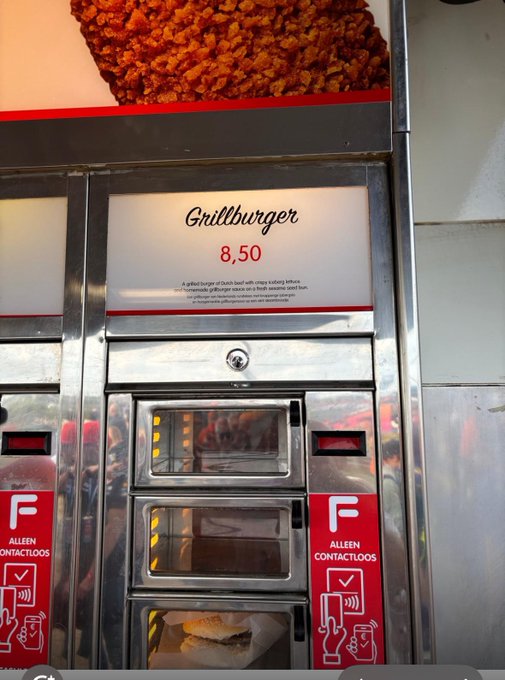 Grillburger
8,50
A grilled burger of Dutch beef with crispy iceberg lettuce
and homemade grillburger sauce on a fresh sesame seed bun.
F
ALLEEN
CONTACTLOOS
F
ALLEEN
CONTACTLOOS